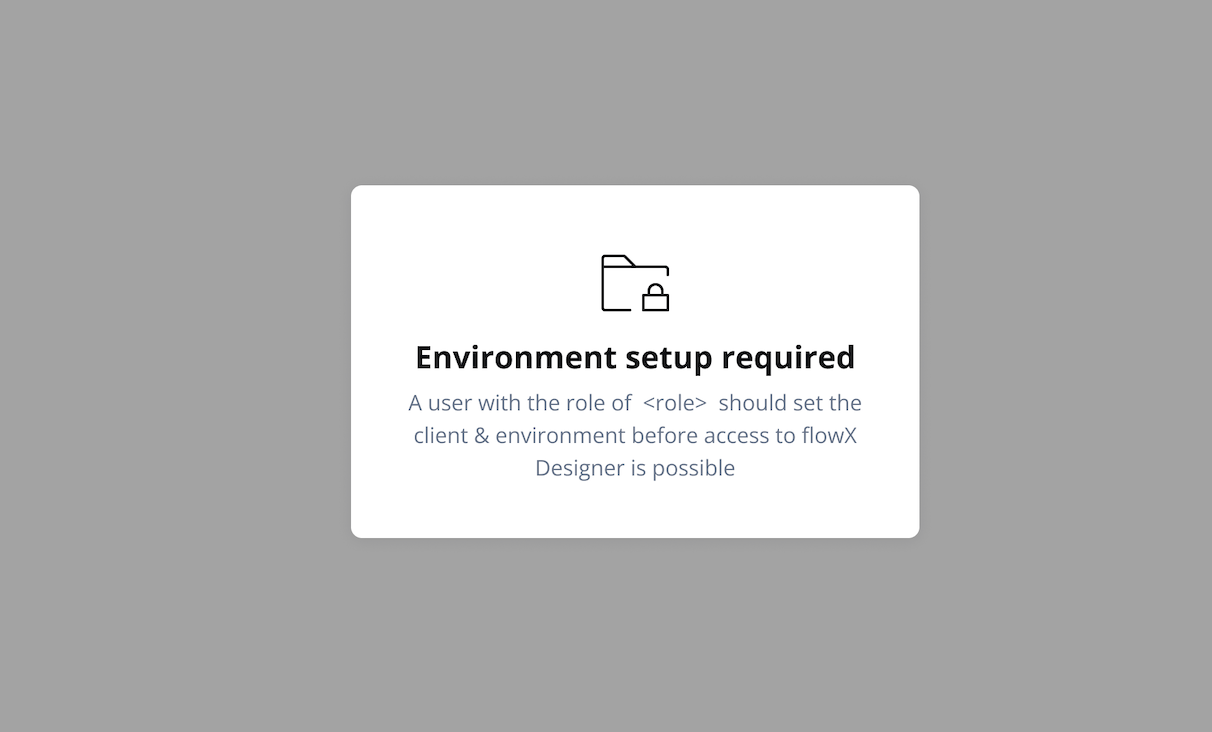 Environment setup required
A user with the role of <role> should set the
client & environment before access to flowX
Designer is possible